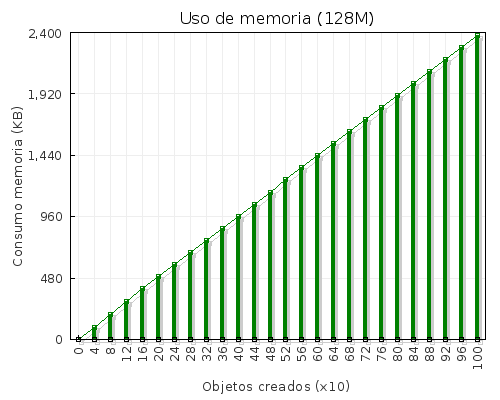 Uso de memoria (128M)
Consumo memoria (KB)
2,400
1,920
1,440
960
480
0
0 4 8 12 16 20 24 28 32 36 40 44 48 52 56 60 64 68 72 76 80 84 88 92 96 100
Objetos creados (x10)